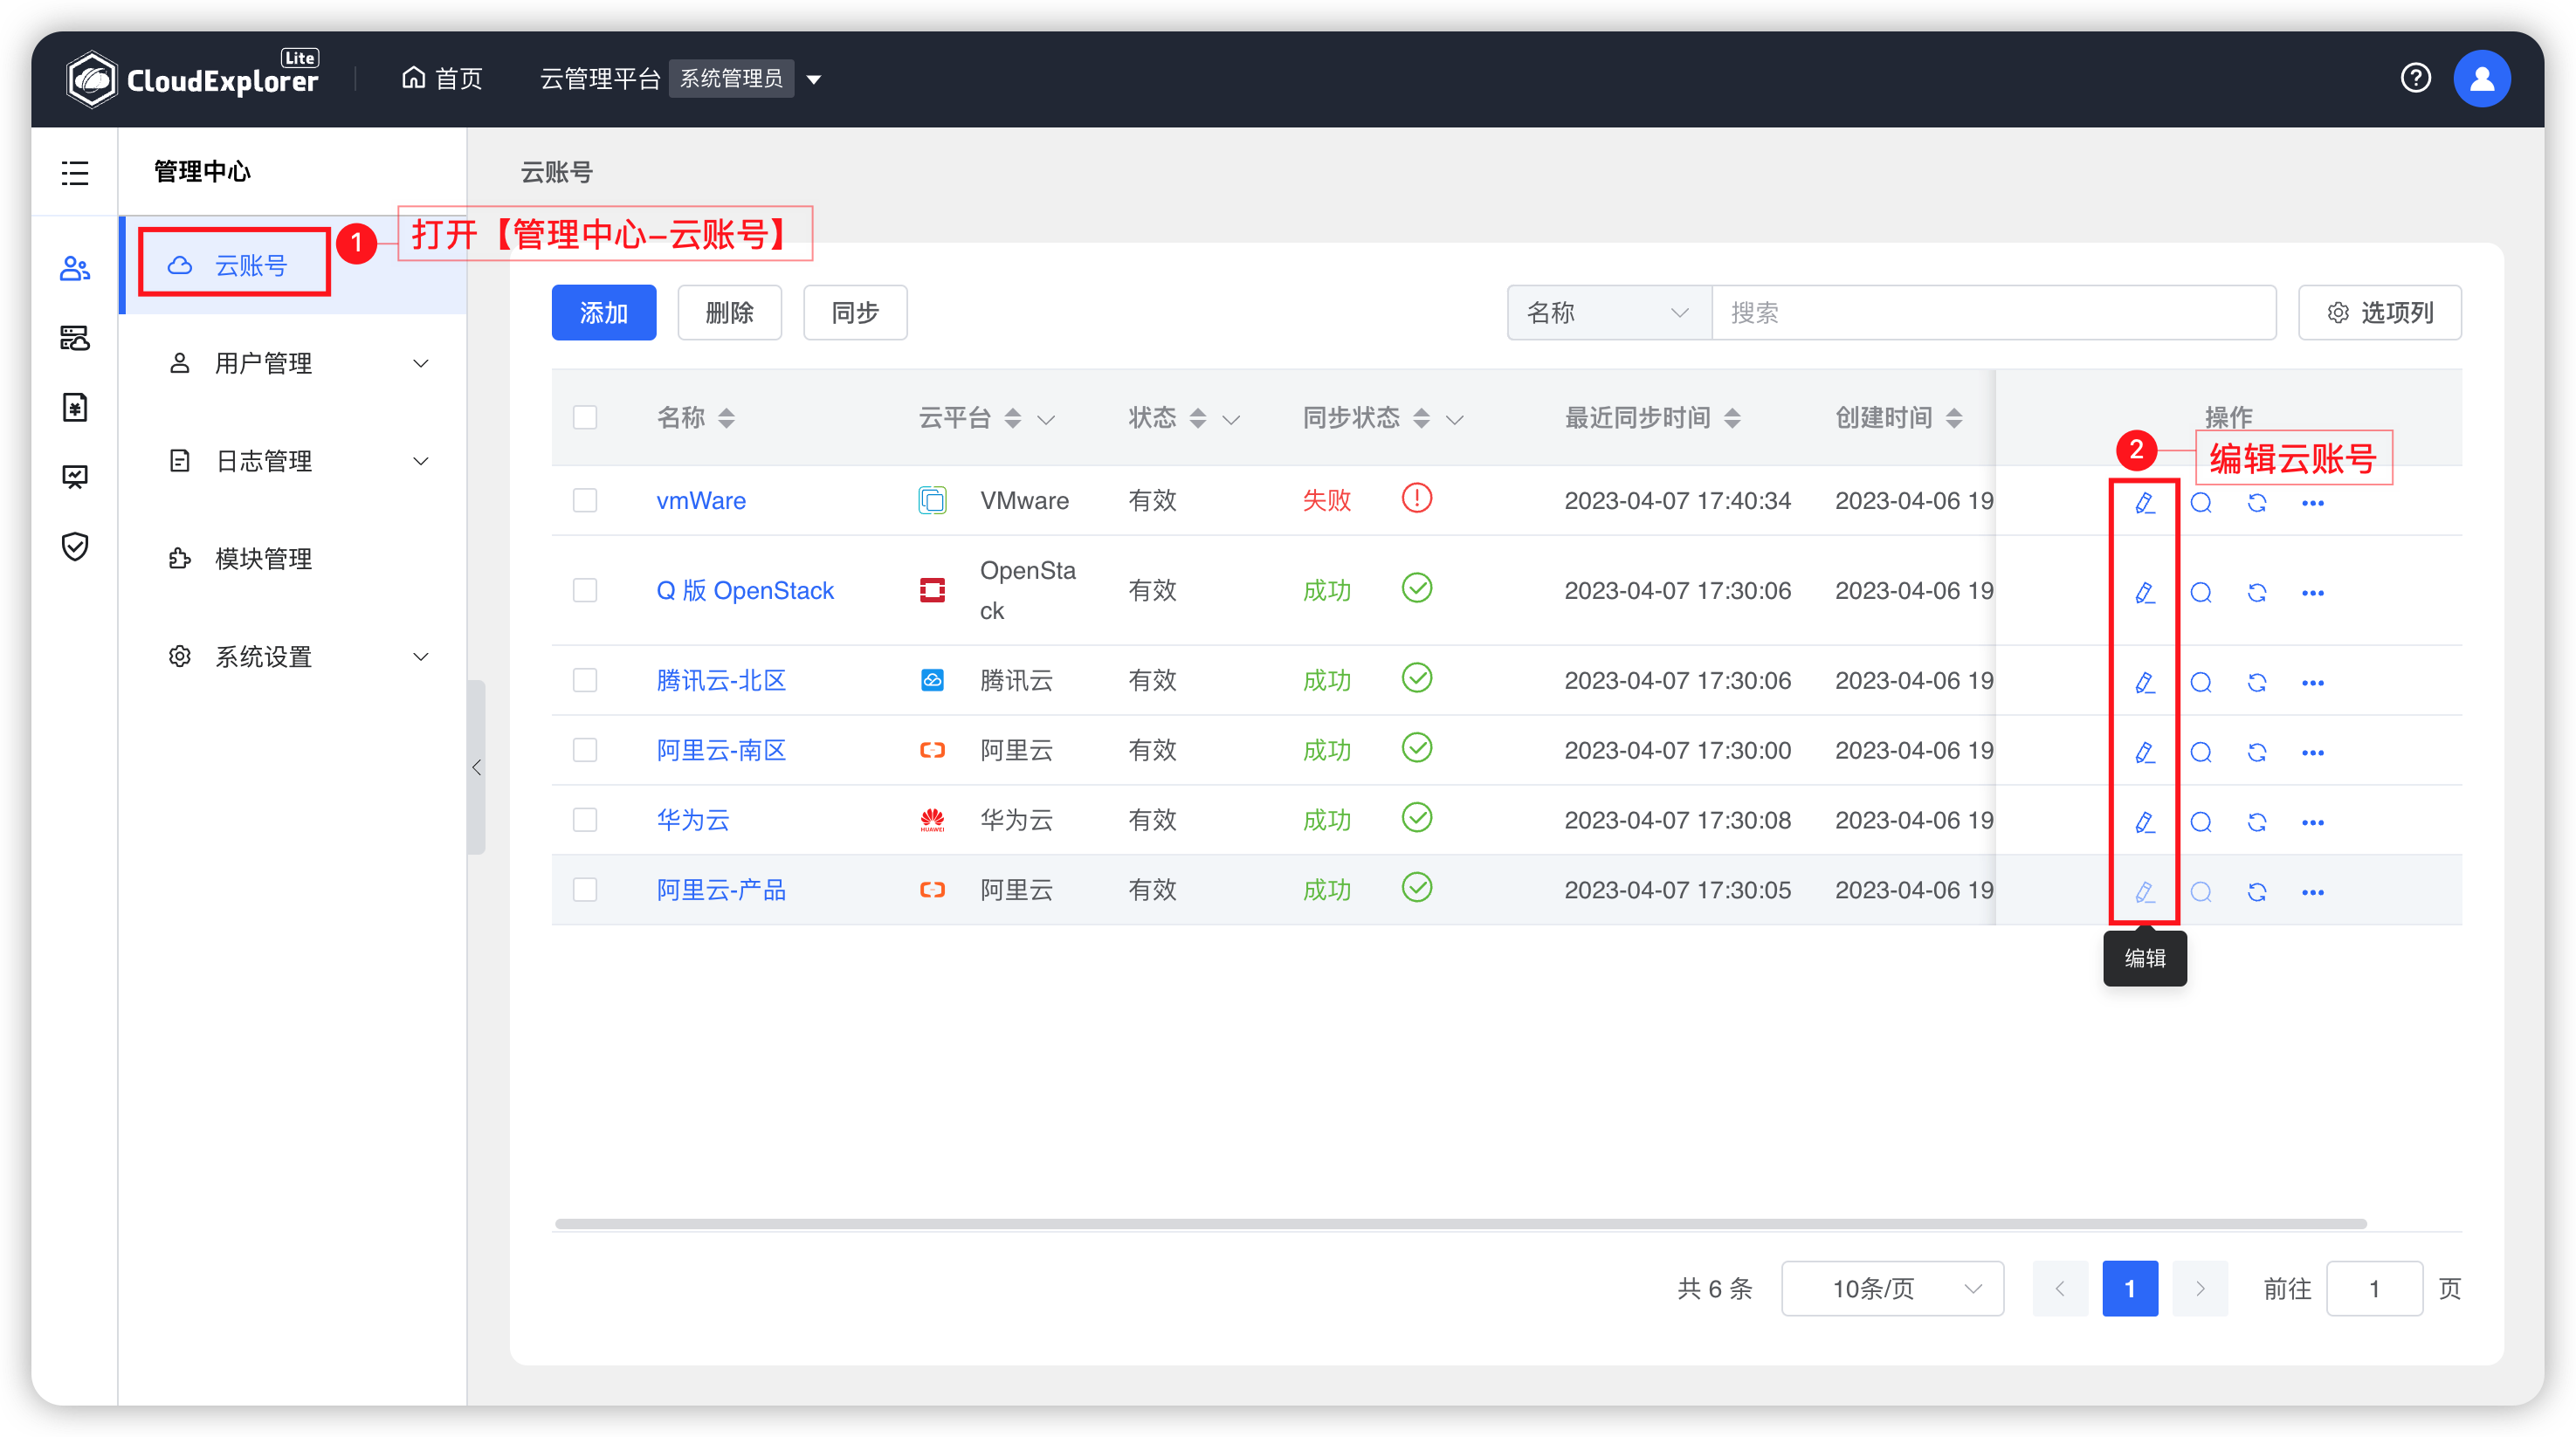 CloudExplorer Lite
首页
云管理平台 系统管理员
管理中心
云账号
用户管理
日志管理
模块管理
系统设置
1
打开【管理中心–云账号】
云账号
添加 删除 同步
名称 搜索 选项列
名称 云平台 状态 同步状态 最近同步时间 创建时间 操作
2 编辑云账号
vmWare VMware 有效 失败 2023-04-07 17:40:34 2023-04-06 19
Q 版 OpenStack OpenSta 有效 成功 2023-04-07 17:30:06 2023-04-06 19
ck
腾讯云-北区 腾讯云 有效 成功 2023-04-07 17:30:06 2023-04-06 19
阿里云-南区 阿里云 有效 成功 2023-04-07 17:30:00 2023-04-06 19
华为云 HUAWEI 华为云 有效 成功 2023-04-07 17:30:08 2023-04-06 19
阿里云-产品 阿里云 有效 成功 2023-04-07 17:30:05 2023-04-06 19
编辑
共 6 条 10条/页 1 前往 1 页